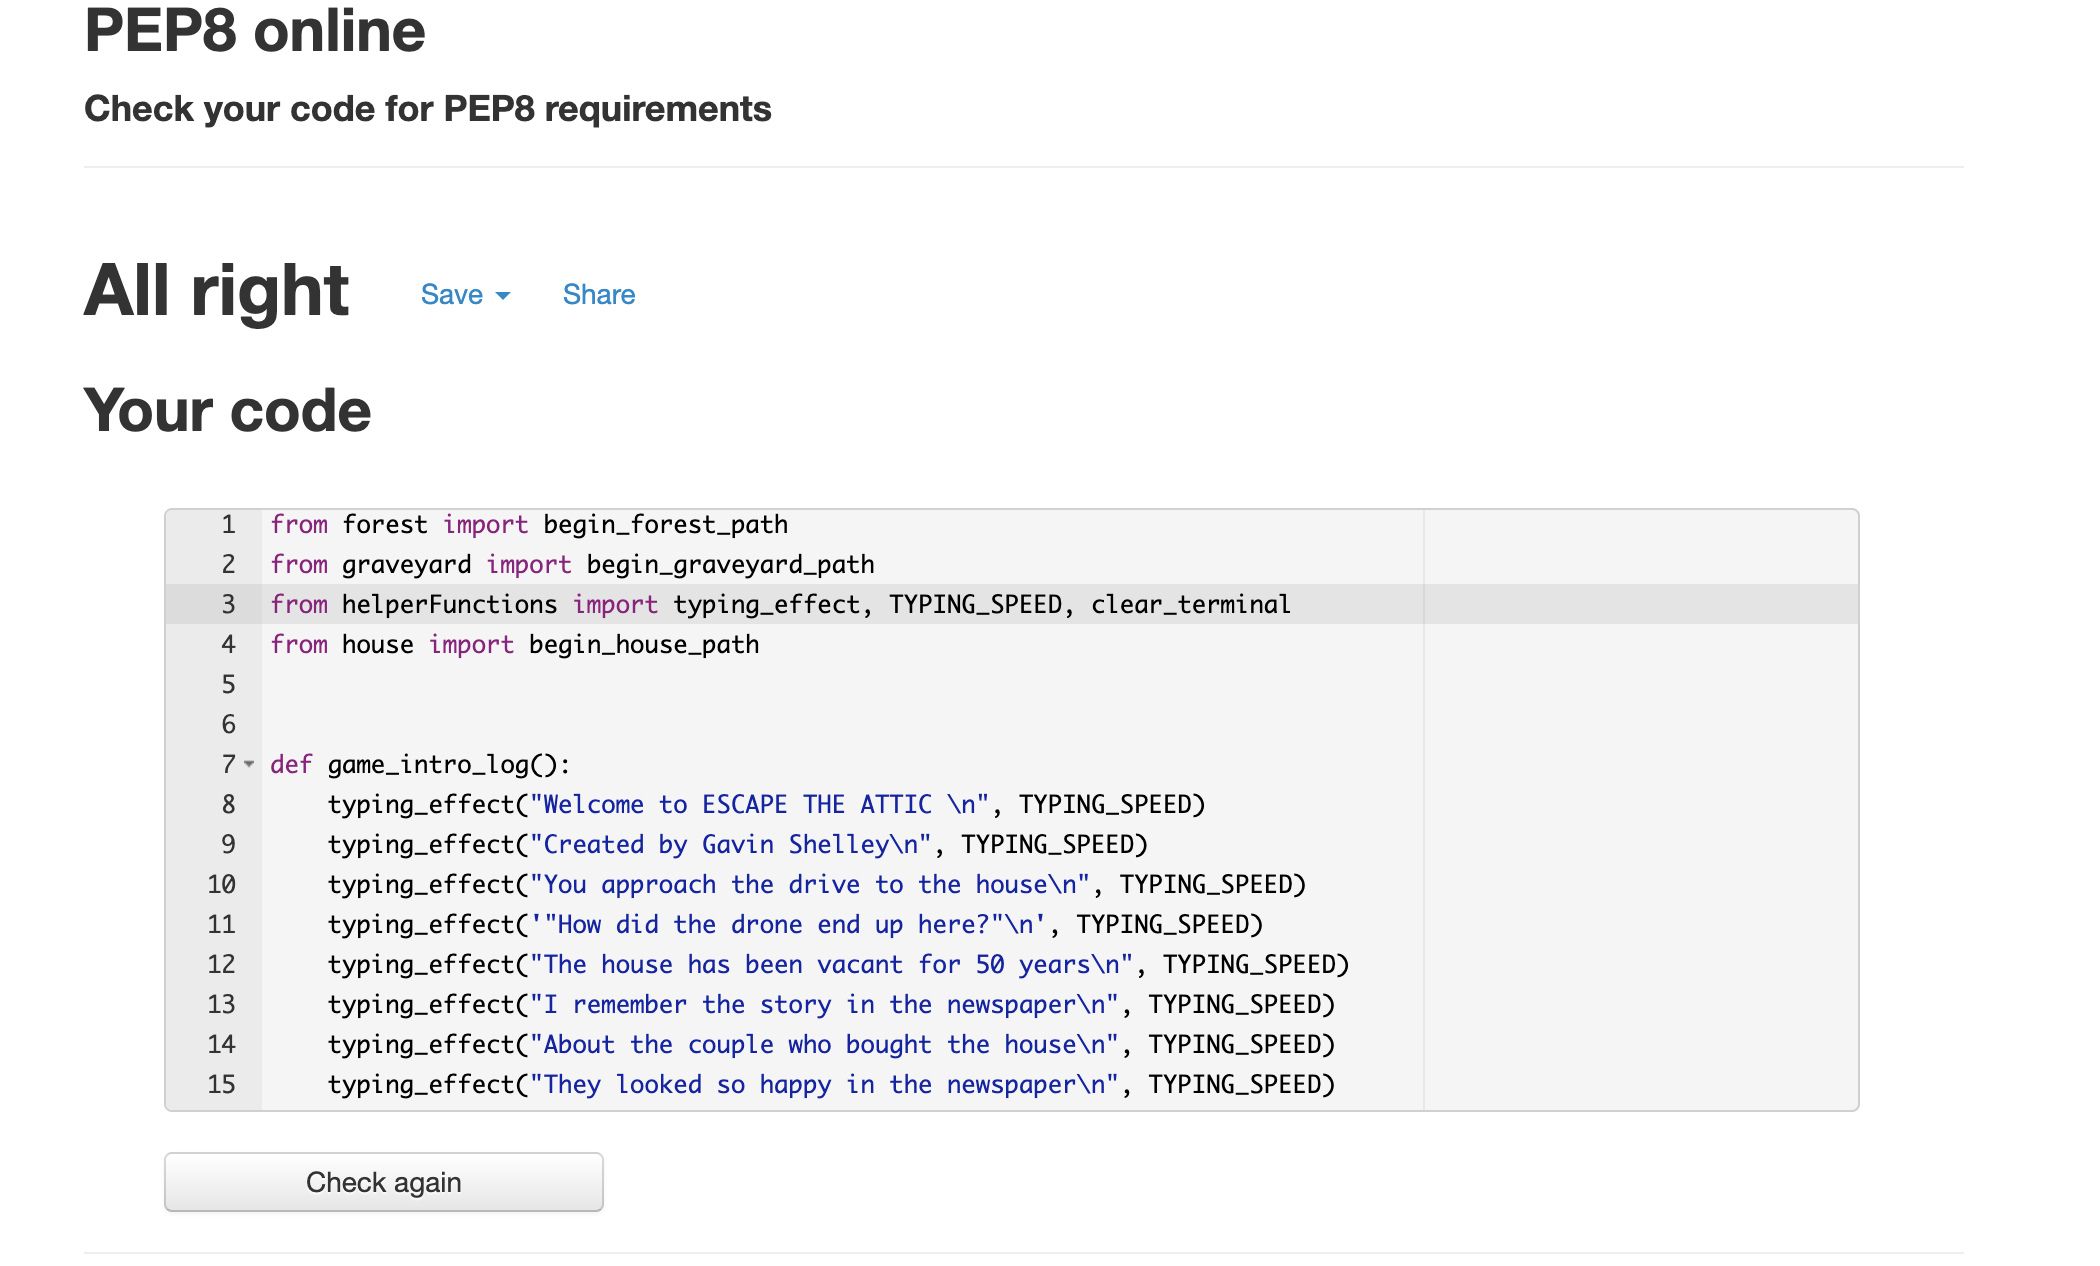 PEP8 online
Check your code for PEP8 requirements
All right Save Share
Your code
1 from forest import begin_forest_path
2 from graveyard import begin_graveyard_path
3 from helperFunctions import typing_effect, TYPING_SPEED, clear_terminal
4 from house import begin_house_path
5
6
7 def game_intro_log():
8     typing_effect("Welcome to ESCAPE THE ATTIC \n", TYPING_SPEED)
9     typing_effect("Created by Gavin Shelley\n", TYPING_SPEED)
10     typing_effect("You approach the drive to the house\n", TYPING_SPEED)
11     typing_effect('"How did the drone end up here?"\n', TYPING_SPEED)
12     typing_effect("The house has been vacant for 50 years\n", TYPING_SPEED)
13     typing_effect("I remember the story in the newspaper\n", TYPING_SPEED)
14     typing_effect("About the couple who bought the house\n", TYPING_SPEED)
15     typing_effect("They looked so happy in the newspaper\n", TYPING_SPEED)
Check again